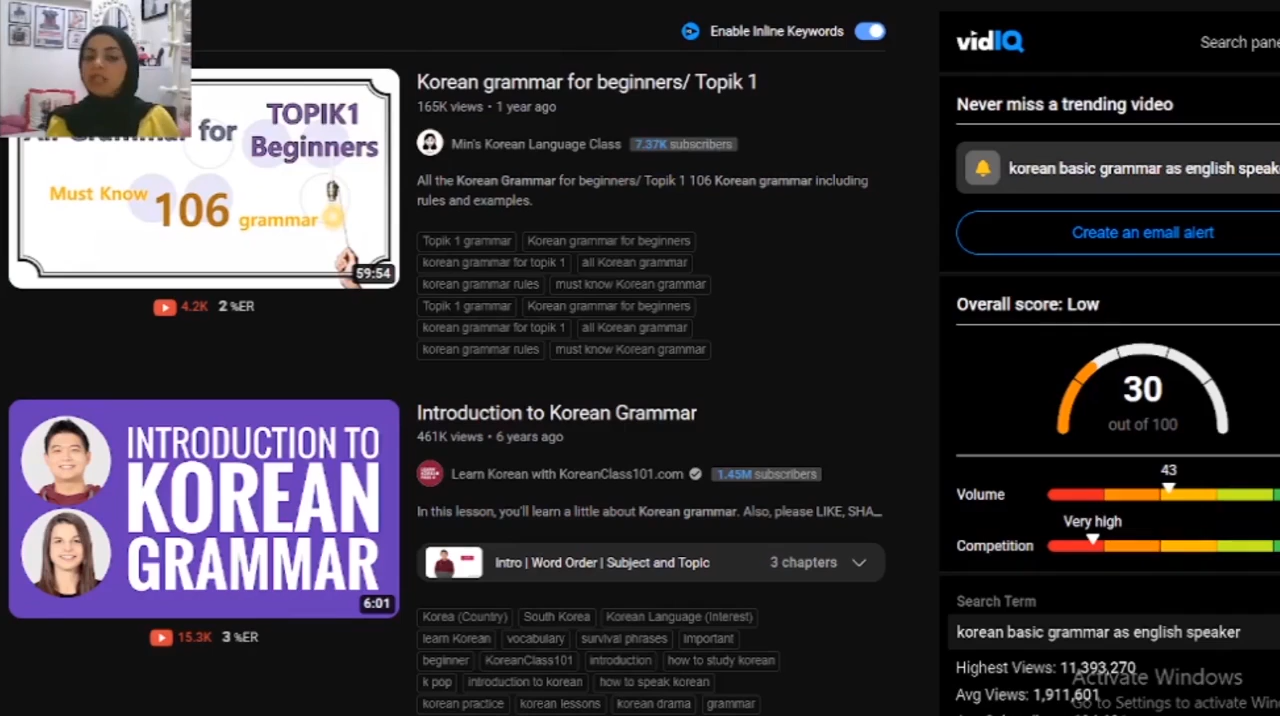 Enable Inline Keywords
Korean grammar for beginners/ Topik 1
165K views • 1 year ago
Min's Korean Language Class 7.37K subscribers
All the Korean Grammar for beginners/ Topik 1 106 Korean grammar including
rules and examples.
Topik 1 grammar Korean grammar for beginners
korean grammar for topik 1 all Korean grammar
korean grammar rules must know Korean grammar
Topik 1 grammar Korean grammar for beginners
korean grammar for topik 1 all Korean grammar
korean grammar rules must know Korean grammar
for TOPIK1
Beginners
Must Know 106 grammar
59:54
4.2K 2 %ER
INTRODUCTION TO
KOREAN
GRAMMAR
6:01
15.3K 3 %ER
Introduction to Korean Grammar
461K views • 6 years ago
Learn Korean with KoreanClass101.com 1.45M subscribers
In this lesson, you'll learn a little about Korean grammar. Also, please LIKE, SHA...
Intro | Word Order | Subject and Topic 3 chapters
Korea (Country) South Korea Korean Language (Interest)
learn Korean vocabulary survival phrases important
beginner KoreanClass101 introduction how to study korean
k pop introduction to korean how to speak korean
korean practice korean lessons korean drama grammar
vidIQ
Search pane
Never miss a trending video
korean basic grammar as english speak
Create an email alert
Overall score: Low
30
out of 100
43
Volume
Very high
Competition
Search Term
korean basic grammar as english speaker
Highest Views: 11,393,270
Avg Views: 1,911,601
Activate Windows
Go to Settings to activate Win